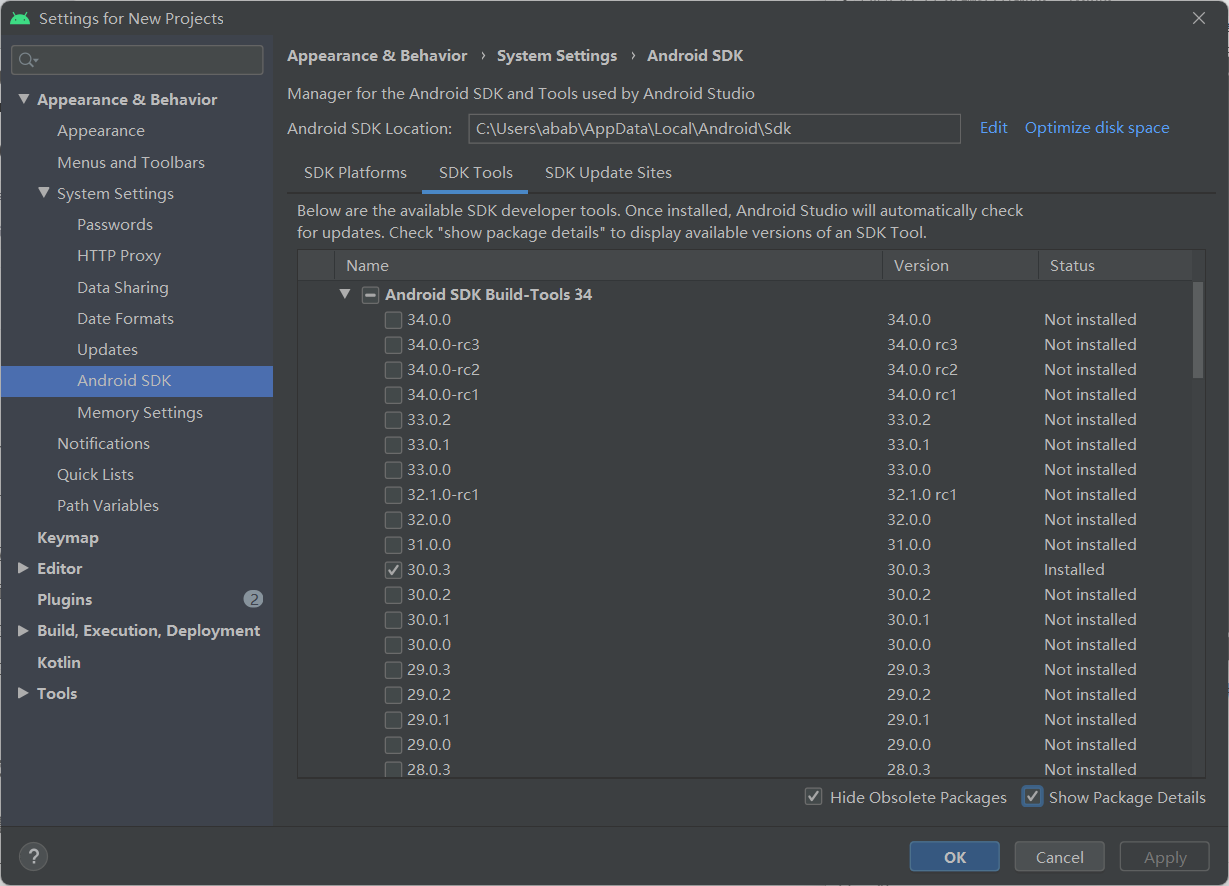 Settings for New Projects
Appearance & Behavior
Appearance
Menus and Toolbars
System Settings
Passwords
HTTP Proxy
Data Sharing
Date Formats
Updates
Android SDK
Memory Settings
Notifications
Quick Lists
Path Variables
Keymap
Editor
Plugins 2
Build, Execution, Deployment
Kotlin
Tools
Appearance & Behavior › System Settings › Android SDK
Manager for the Android SDK and Tools used by Android Studio
Android SDK Location: C:\Users\abab\AppData\Local\Android\Sdk Edit Optimize disk space
SDK Platforms SDK Tools SDK Update Sites
Below are the available SDK developer tools. Once installed, Android Studio will automatically check
for updates. Check "show package details" to display available versions of an SDK Tool.
Name Version Status
Android SDK Build-Tools 34
34.0.0 34.0.0 Not installed
34.0.0-rc3 34.0.0 rc3 Not installed
34.0.0-rc2 34.0.0 rc2 Not installed
34.0.0-rc1 34.0.0 rc1 Not installed
33.0.2 33.0.2 Not installed
33.0.1 33.0.1 Not installed
33.0.0 33.0.0 Not installed
32.1.0-rc1 32.1.0 rc1 Not installed
32.0.0 32.0.0 Not installed
31.0.0 31.0.0 Not installed
30.0.3 30.0.3 Installed
30.0.2 30.0.2 Not installed
30.0.1 30.0.1 Not installed
30.0.0 30.0.0 Not installed
29.0.3 29.0.3 Not installed
29.0.2 29.0.2 Not installed
29.0.1 29.0.1 Not installed
29.0.0 29.0.0 Not installed
28.0.3 28.0.3 Not installed
Hide Obsolete Packages Show Package Details
? OK Cancel Apply